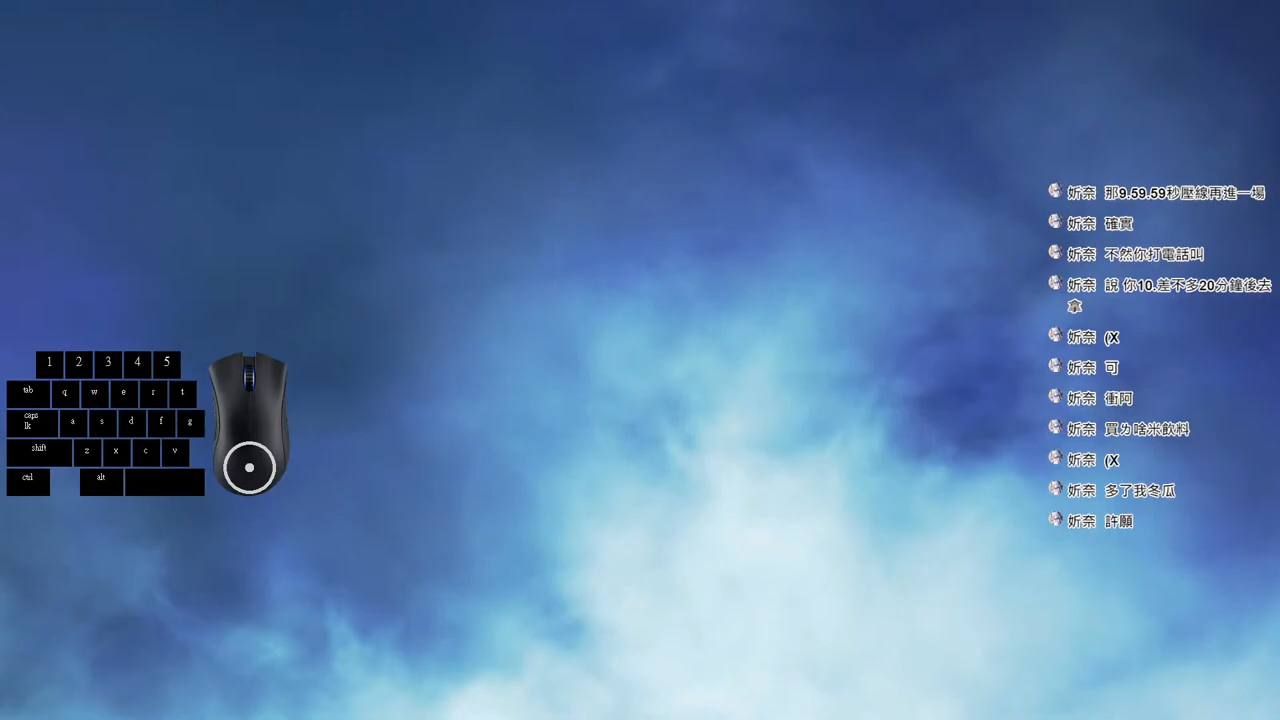 1 2 3 4 5
tab q w e r t
caps
lk
a s d f g
shift z x c v
ctrl alt
妡奈 那9.59.59秒壓線再進一場
妡奈 確實
妡奈 不然你打電話叫
妡奈 說 你10.差不多20分鐘後去
拿
妡奈 (X
妡奈 可
妡奈 衝阿
妡奈 買ㄌ啥米飲料
妡奈 (X
妡奈 多了我冬瓜
妡奈 許願